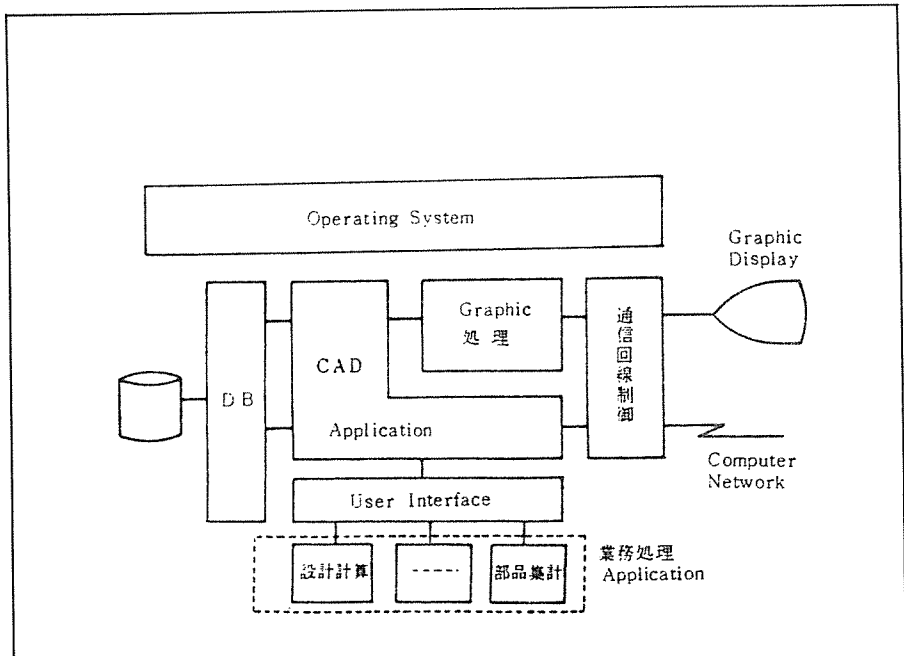 Operating System
Graphic
Display
Graphic
処理
通信回線制御
DB
CAD
Application
User Interface
Computer
Network
設計計算
部品集計
業務処理
Application